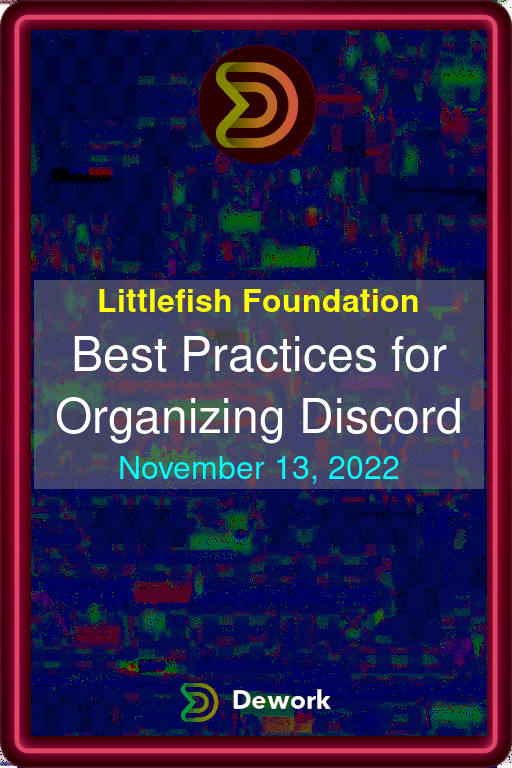 Littlefish Foundation
Best Practices for
Organizing Discord
November 13, 2022
Dework